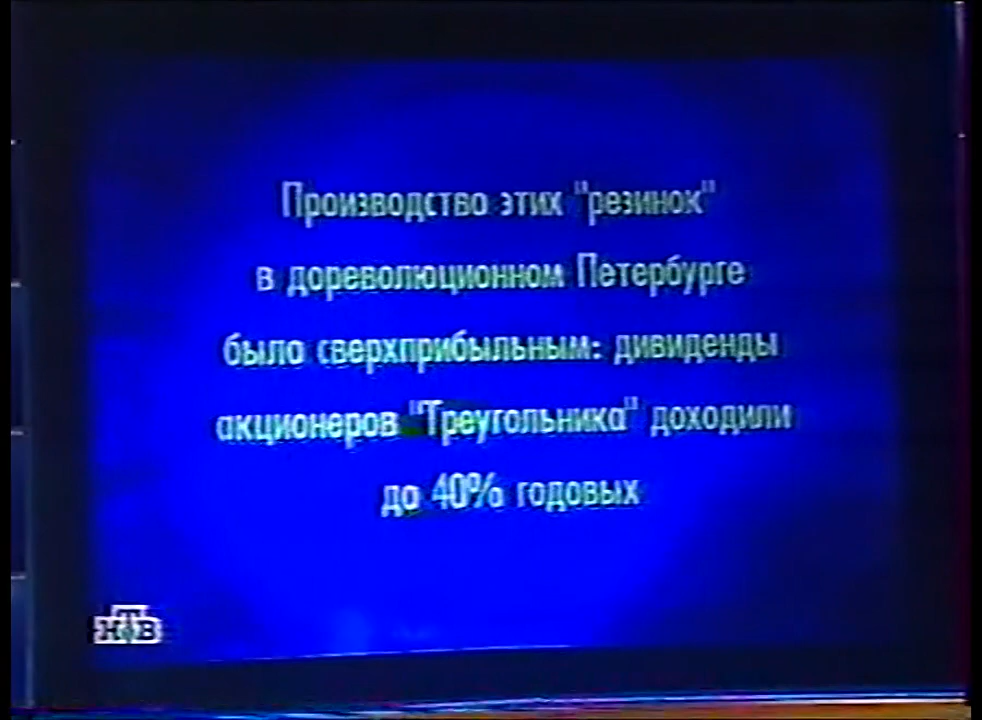 Производство этих "резинок"
в дореволюционном Петербурге
было сверхприбыльным: дивиденды
акционеров "Треугольника" доходили
до 40% годовых
НТВ